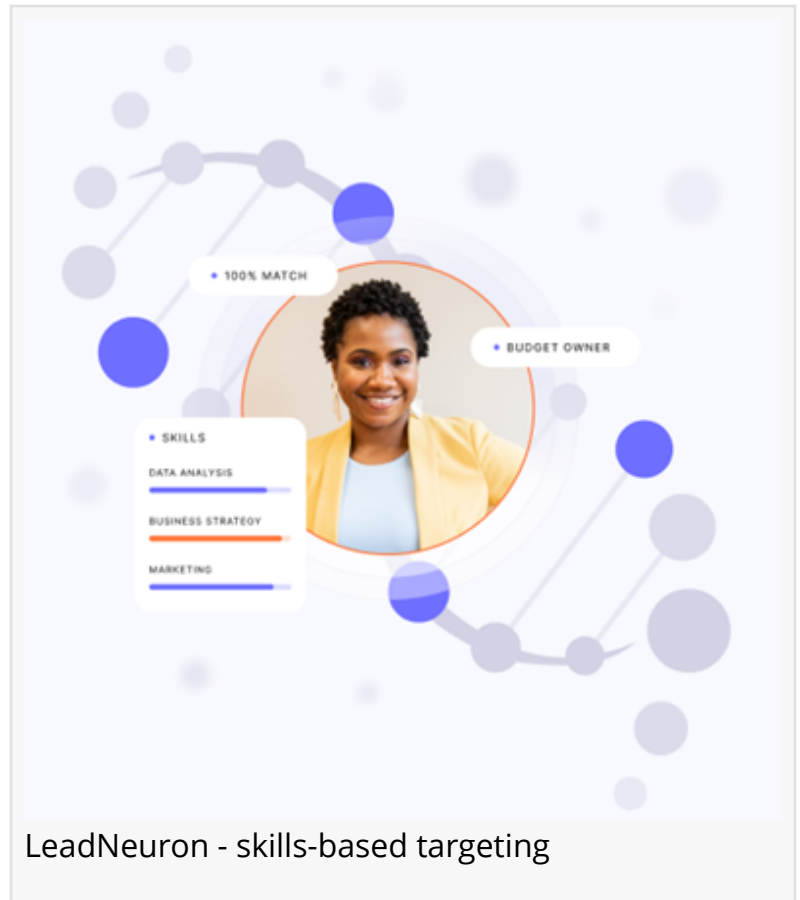 100% MATCH
BUDGET OWNER
SKILLS
DATA ANALYSIS
BUSINESS STRATEGY
MARKETING
LeadNeuron - skills-based targeting